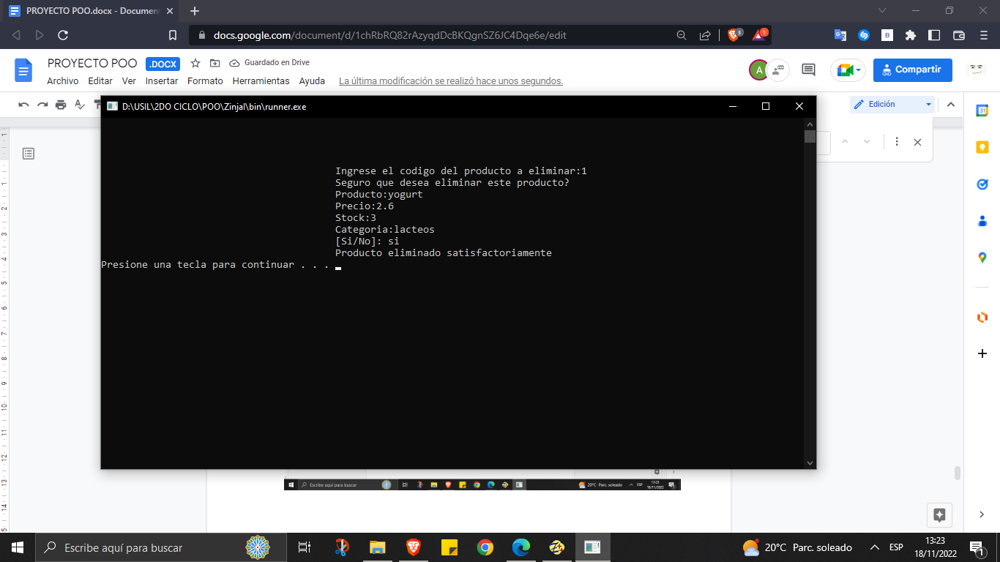 PROYECTO POO.docx - Document
docs.google.com/document/d/1chRbRQ82rAzyqdDcBKQgnSZ6JC4Dqe6e/edit
3
1
PROYECTO POO
.DOCX
Guardado en Drive
Archivo Editar Ver Insertar Formato Herramientas Ayuda
La última modificación se realizó hace unos segundos.
A
Compartir
Edición
D:\USIL\2DO CICLO\POO\Zinjal\bin\runner.exe
Ingrese el codigo del producto a eliminar:1
Seguro que desea eliminar este producto?
Producto:yogurt
Precio:2.6
Stock:3
Categoria:lacteos
[Si/No]: si
Producto eliminado satisfactoriamente
Presione una tecla para continuar . . .
Escribe aquí para buscar
20°C Parc. soleado
ESP
13:23
18/11/2022
Escribe aquí para buscar
20°C Parc. soleado
ESP
13:23
18/11/2022
1